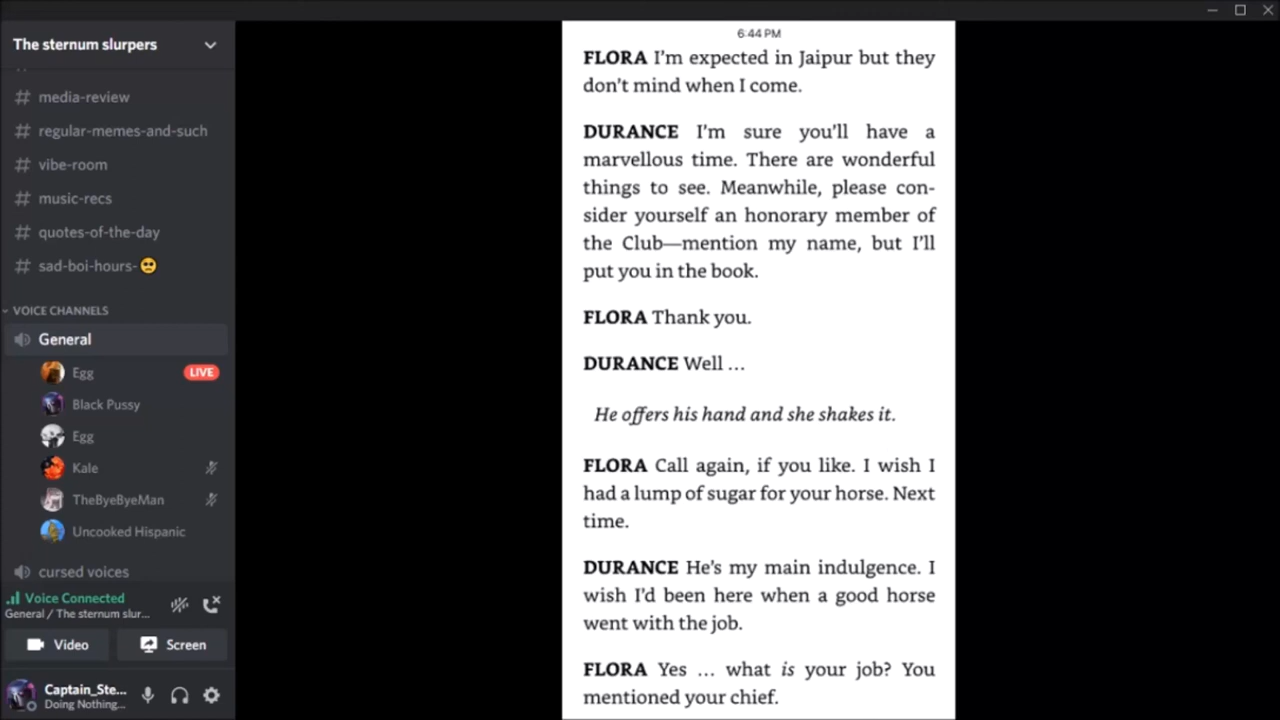 The sternum slurpers
# media-review
# regular-memes-and-such
# vibe-room
# music-recs
# quotes-of-the-day
# sad-boi-hours-🥺
VOICE CHANNELS
General
Egg LIVE
Black Pussy
Egg
Kale
TheByeByeMan
Uncooked Hispanic
cursed voices
Voice Connected
General / The sternum slur...
Video Screen
Captain_Ste...
Doing Nothing...
6:44 PM
FLORA I’m expected in Jaipur but they
don’t mind when I come.
DURANCE I’m sure you’ll have a
marvellous time. There are wonderful
things to see. Meanwhile, please con-
sider yourself an honorary member of
the Club—mention my name, but I’ll
put you in the book.
FLORA Thank you.
DURANCE Well …
He offers his hand and she shakes it.
FLORA Call again, if you like. I wish I
had a lump of sugar for your horse. Next
time.
DURANCE He’s my main indulgence. I
wish I’d been here when a good horse
went with the job.
FLORA Yes … what is your job? You
mentioned your chief.